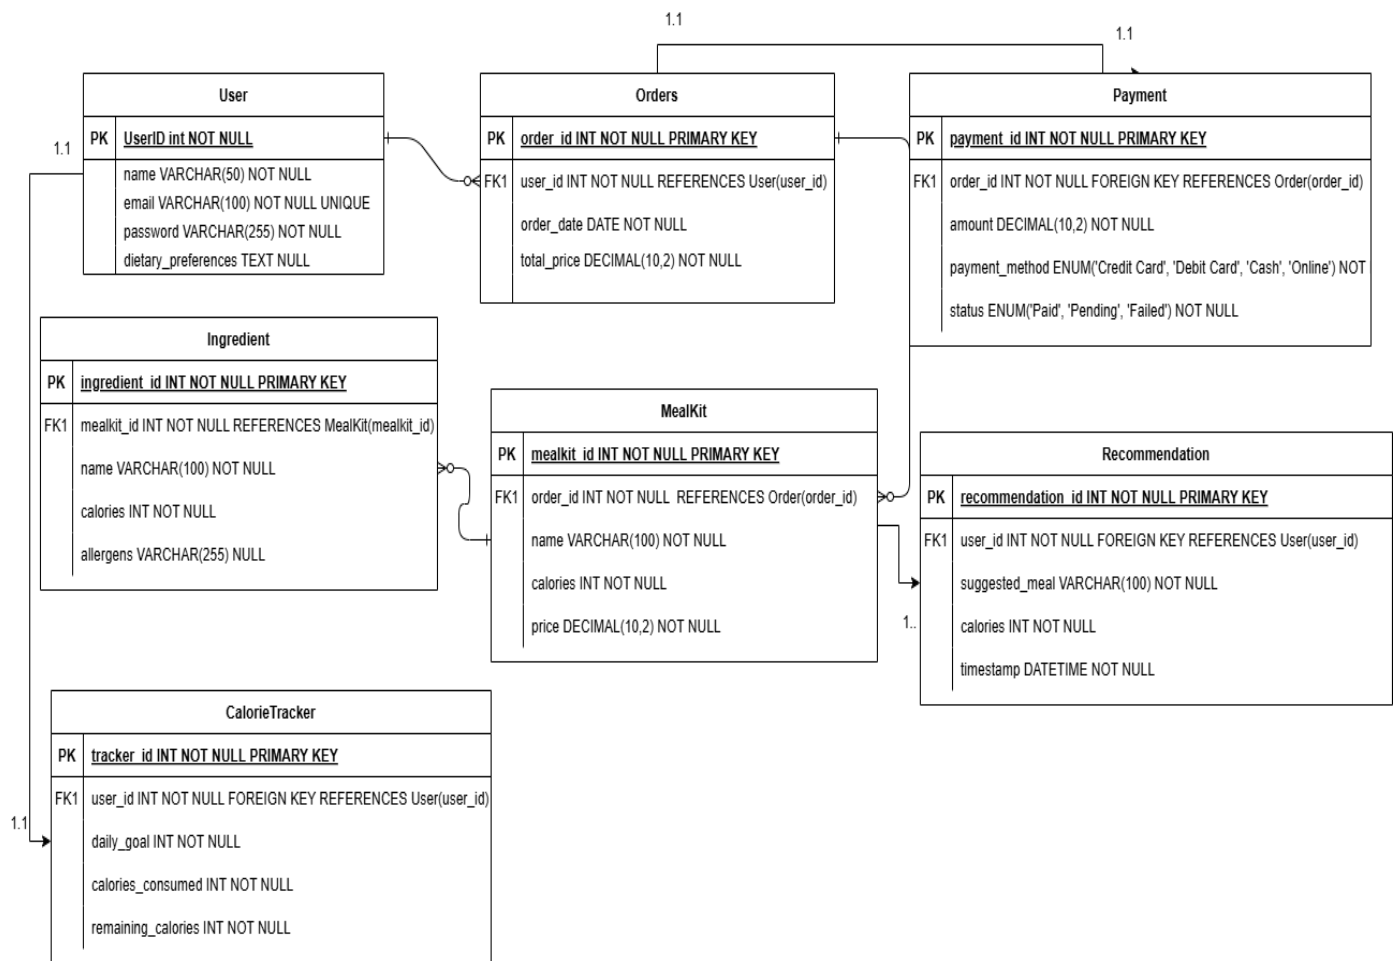 1.1
1.1
User
PK UserID int NOT NULL
1.1
name VARCHAR(50) NOT NULL
email VARCHAR(100) NOT NULL UNIQUE
password VARCHAR(255) NOT NULL
dietary_preferences TEXT NULL
Orders
PK order_id INT NOT NULL PRIMARY KEY
FK1 user_id INT NOT NULL REFERENCES User(user_id)
order_date DATE NOT NULL
total_price DECIMAL(10,2) NOT NULL
Payment
PK payment_id INT NOT NULL PRIMARY KEY
FK1 order_id INT NOT NULL FOREIGN KEY REFERENCES Order(order_id)
amount DECIMAL(10,2) NOT NULL
payment_method ENUM('Credit Card', 'Debit Card', 'Cash', 'Online') NOT
status ENUM('Paid', 'Pending', 'Failed') NOT NULL
Ingredient
PK ingredient_id INT NOT NULL PRIMARY KEY
FK1 mealkit_id INT NOT NULL REFERENCES MealKit(mealkit_id)
name VARCHAR(100) NOT NULL
calories INT NOT NULL
allergens VARCHAR(255) NULL
MealKit
PK mealkit_id INT NOT NULL PRIMARY KEY
FK1 order_id INT NOT NULL REFERENCES Order(order_id)
name VARCHAR(100) NOT NULL
calories INT NOT NULL
price DECIMAL(10,2) NOT NULL
Recommendation
PK recommendation_id INT NOT NULL PRIMARY KEY
FK1 user_id INT NOT NULL FOREIGN KEY REFERENCES User(user_id)
suggested_meal VARCHAR(100) NOT NULL
calories INT NOT NULL
1..
timestamp DATETIME NOT NULL
CalorieTracker
PK tracker_id INT NOT NULL PRIMARY KEY
FK1 user_id INT NOT NULL FOREIGN KEY REFERENCES User(user_id)
1.1
daily_goal INT NOT NULL
calories_consumed INT NOT NULL
remaining_calories INT NOT NULL